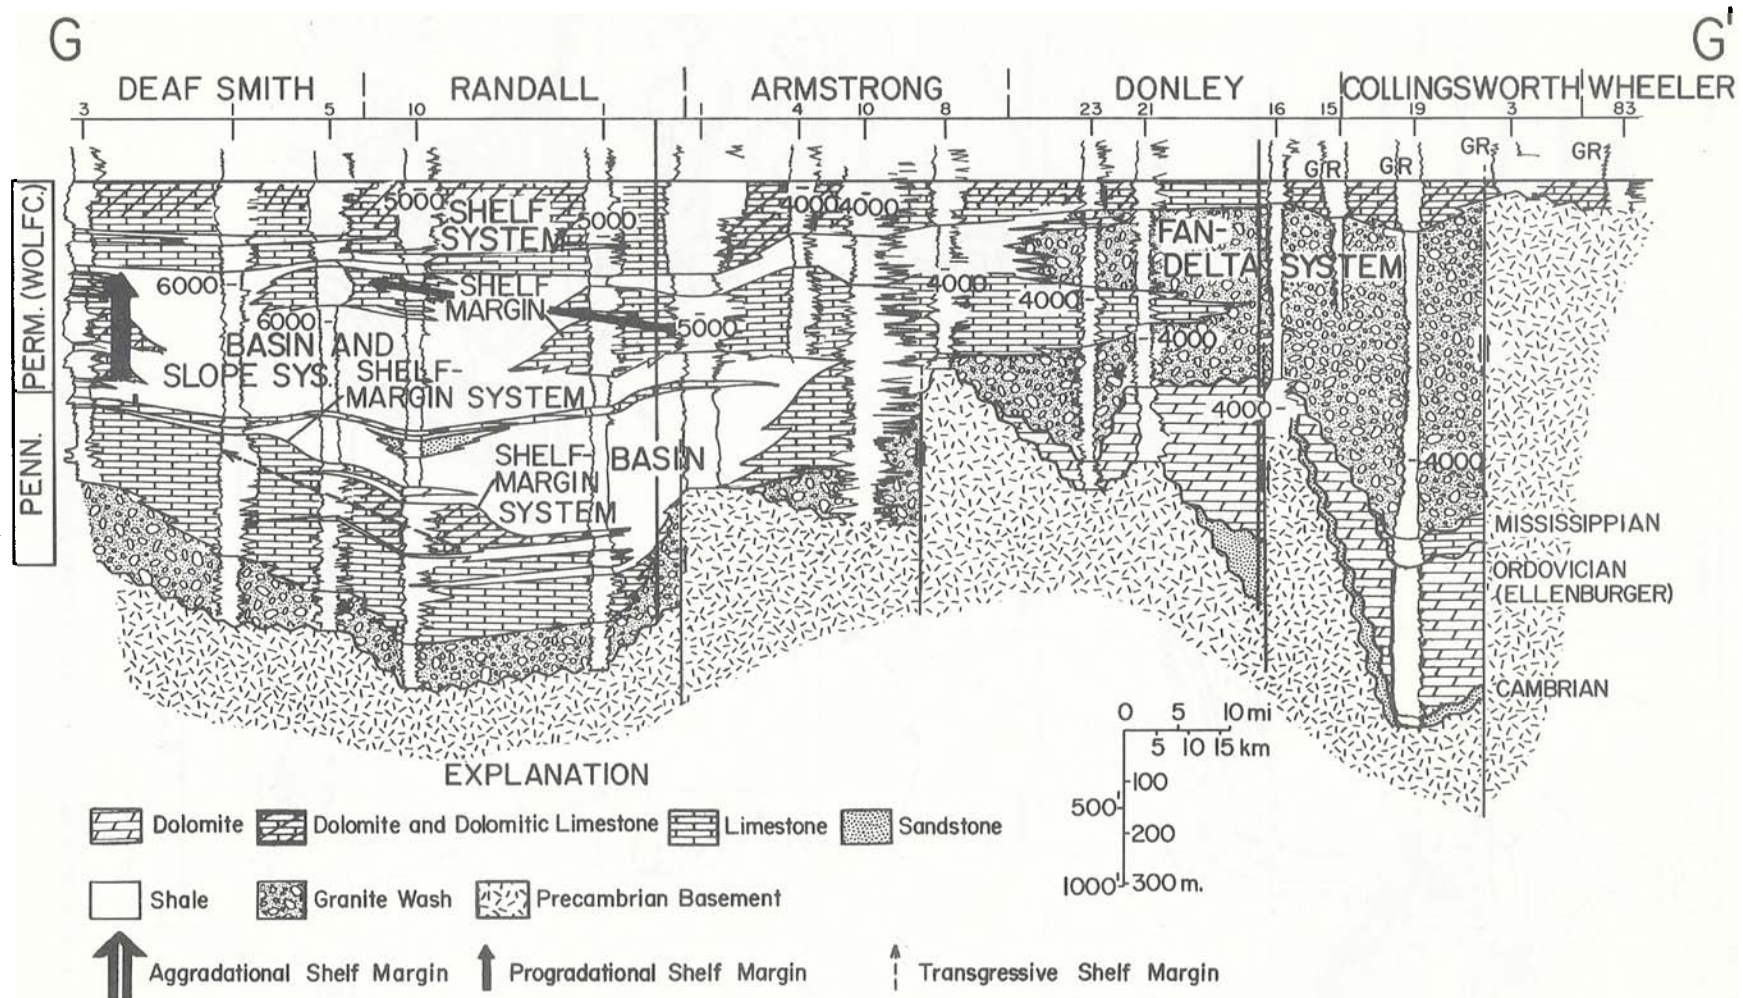 G G'
DEAF SMITH RANDALL ARMSTRONG DONLEY COLLINGSWORTH WHEELER
3 5 10 4 10 8 23 21 16 15 19 3 83
GR GR GR GR
PERM. (WOLFC.)
PENN.
5000 5000 4000 4000
SHELF
SYSTEM
FAN-
DELTA SYSTEM
6000 4000 4000
SHELF
MARGIN
6000 5000 4000
BASIN AND
SLOPE SYS.
SHELF-
MARGIN SYSTEM
4000
SHELF-
MARGIN
SYSTEM
BASIN
4000
MISSISSIPPIAN
ORDOVICIAN
(ELLENBURGER)
CAMBRIAN
0 5 10 mi
5 10 15 km
100
500'
200
1000' 300 m.
EXPLANATION
Dolomite Dolomite and Dolomitic Limestone Limestone Sandstone
Shale Granite Wash Precambrian Basement
Aggradational Shelf Margin Progradational Shelf Margin Transgressive Shelf Margin